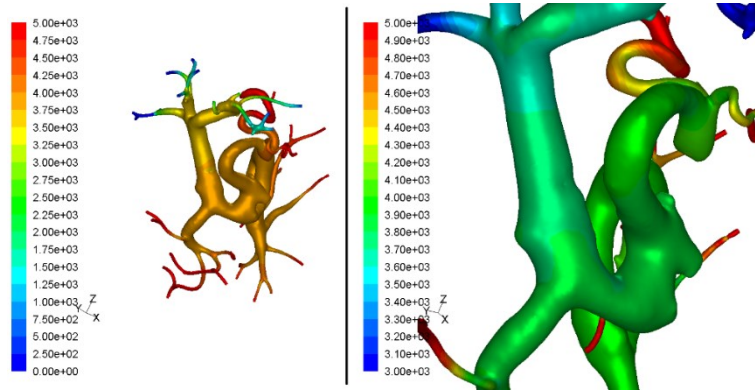 5.00e+03
4.75e+03
4.50e+03
4.25e+03
4.00e+03
3.75e+03
3.50e+03
3.25e+03
3.00e+03
2.75e+03
2.50e+03
2.25e+03
2.00e+03
1.75e+03
1.50e+03
1.25e+03
1.00e+03
7.50e+02
5.00e+02
2.50e+02
0.00e+00
Z
Y
X
5.00e+03
4.90e+03
4.80e+03
4.70e+03
4.60e+03
4.50e+03
4.40e+03
4.30e+03
4.20e+03
4.10e+03
4.00e+03
3.90e+03
3.80e+03
3.70e+03
3.60e+03
3.50e+03
3.40e+03
3.30e+03
3.20e+03
3.10e+03
3.00e+03
Z
Y
X